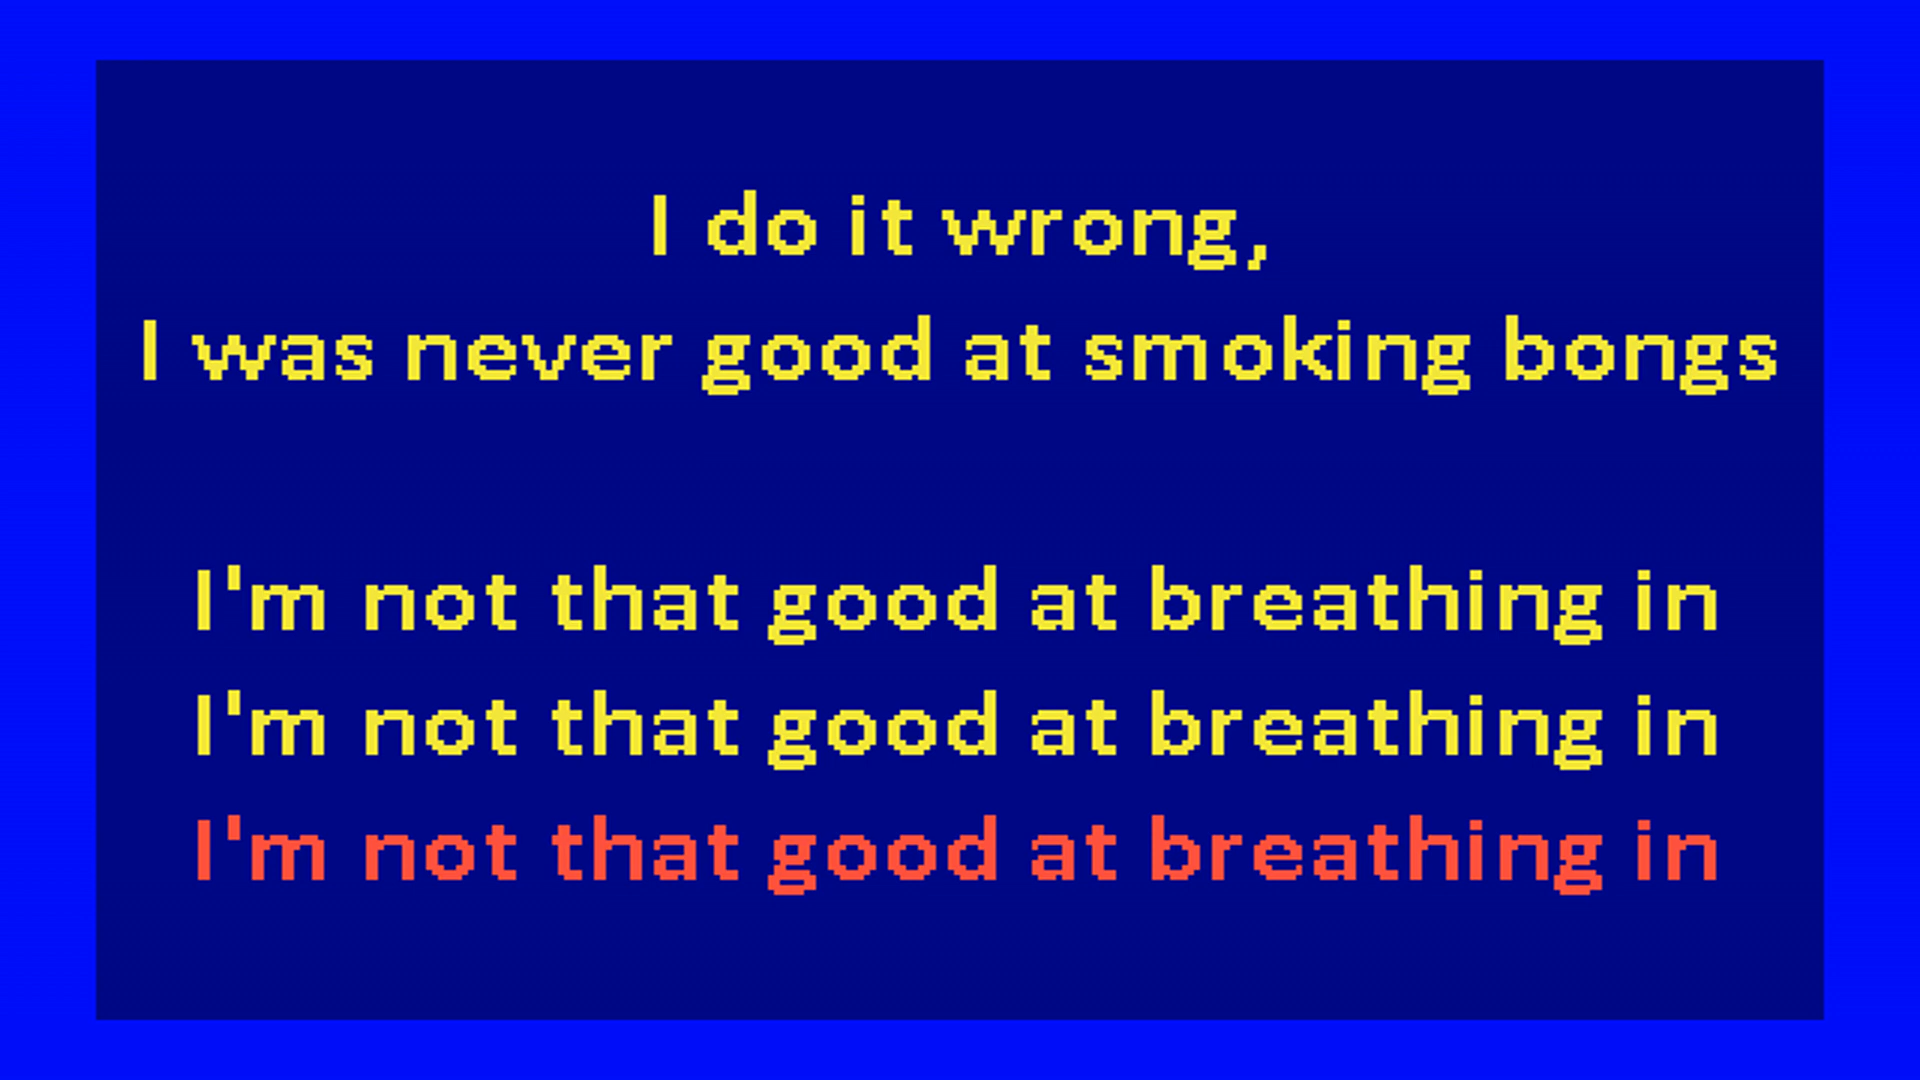 I do it wrong,
I was never good at smoking bongs
I'm not that good at breathing in
I'm not that good at breathing in
I'm not that good at breathing in